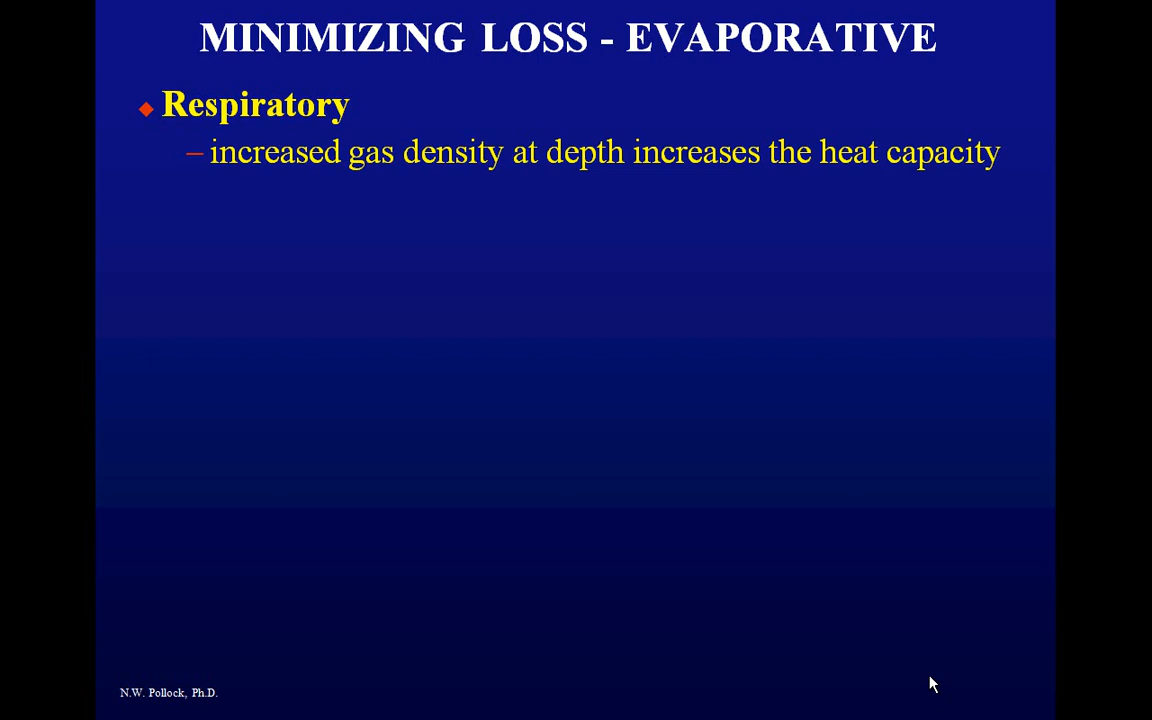 MINIMIZING LOSS - EVAPORATIVE
Respiratory
– increased gas density at depth increases the heat capacity
N.W. Pollock, Ph.D.